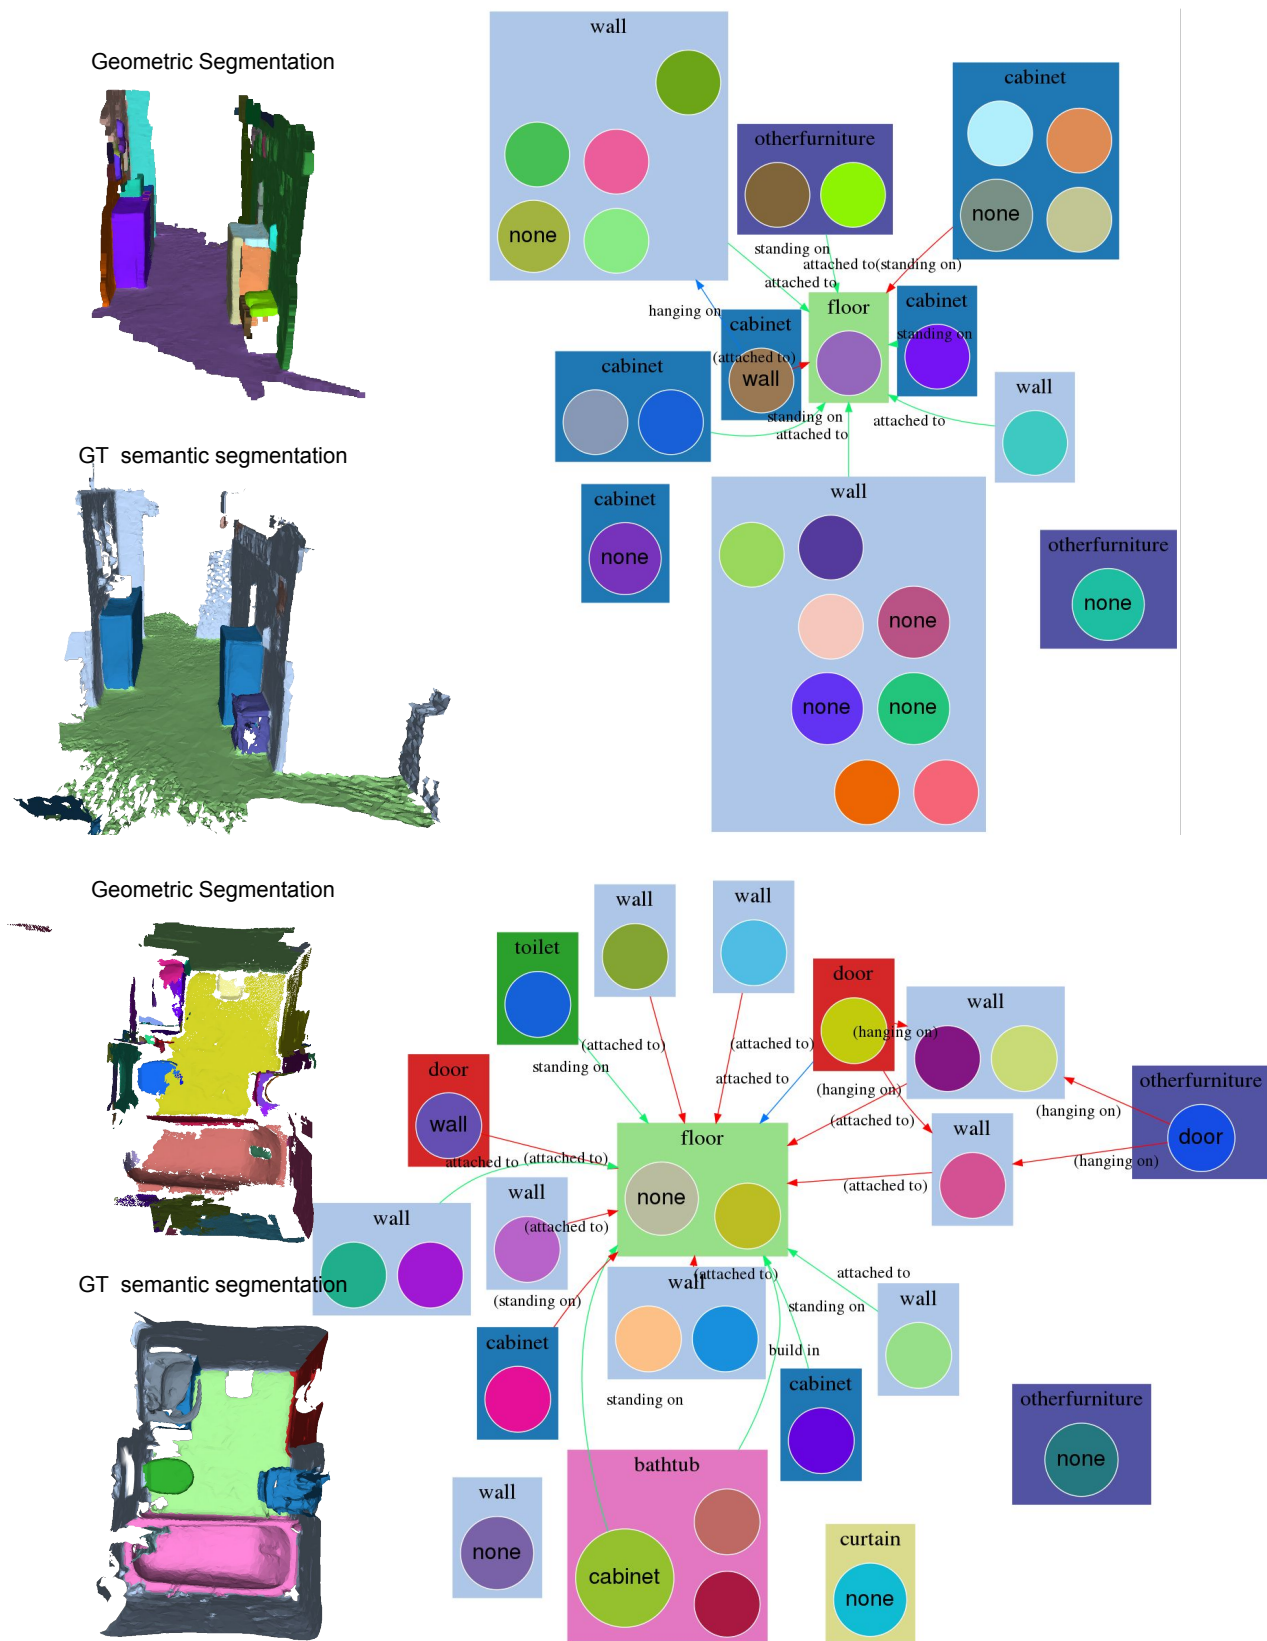 wall
Geometric Segmentation
cabinet
otherfurniture
none
none
standing on
attached to(standing on)
attached to
hanging on
floor
cabinet
cabinet
standing on
(attached to)
cabinet
wall
wall
standing on
attached to
attached to
GT  semantic segmentation
wall
cabinet
none
otherfurniture
none
none
none
none
Geometric Segmentation
wall
wall
toilet
door
wall
(hanging on)
(attached to)
(attached to)
standing on
attached to
door
otherfurniture
(hanging on)
(hanging on)
wall
(attached to)
wall
floor
door
attached to
(attached to)
(hanging on)
(attached to)
none
wall
wall
(attached to)
GT  semantic segmentation
(attached to)
attached to
wall
(standing on)
standing on
wall
cabinet
build in
cabinet
standing on
otherfurniture
none
bathtub
wall
none
curtain
cabinet
none